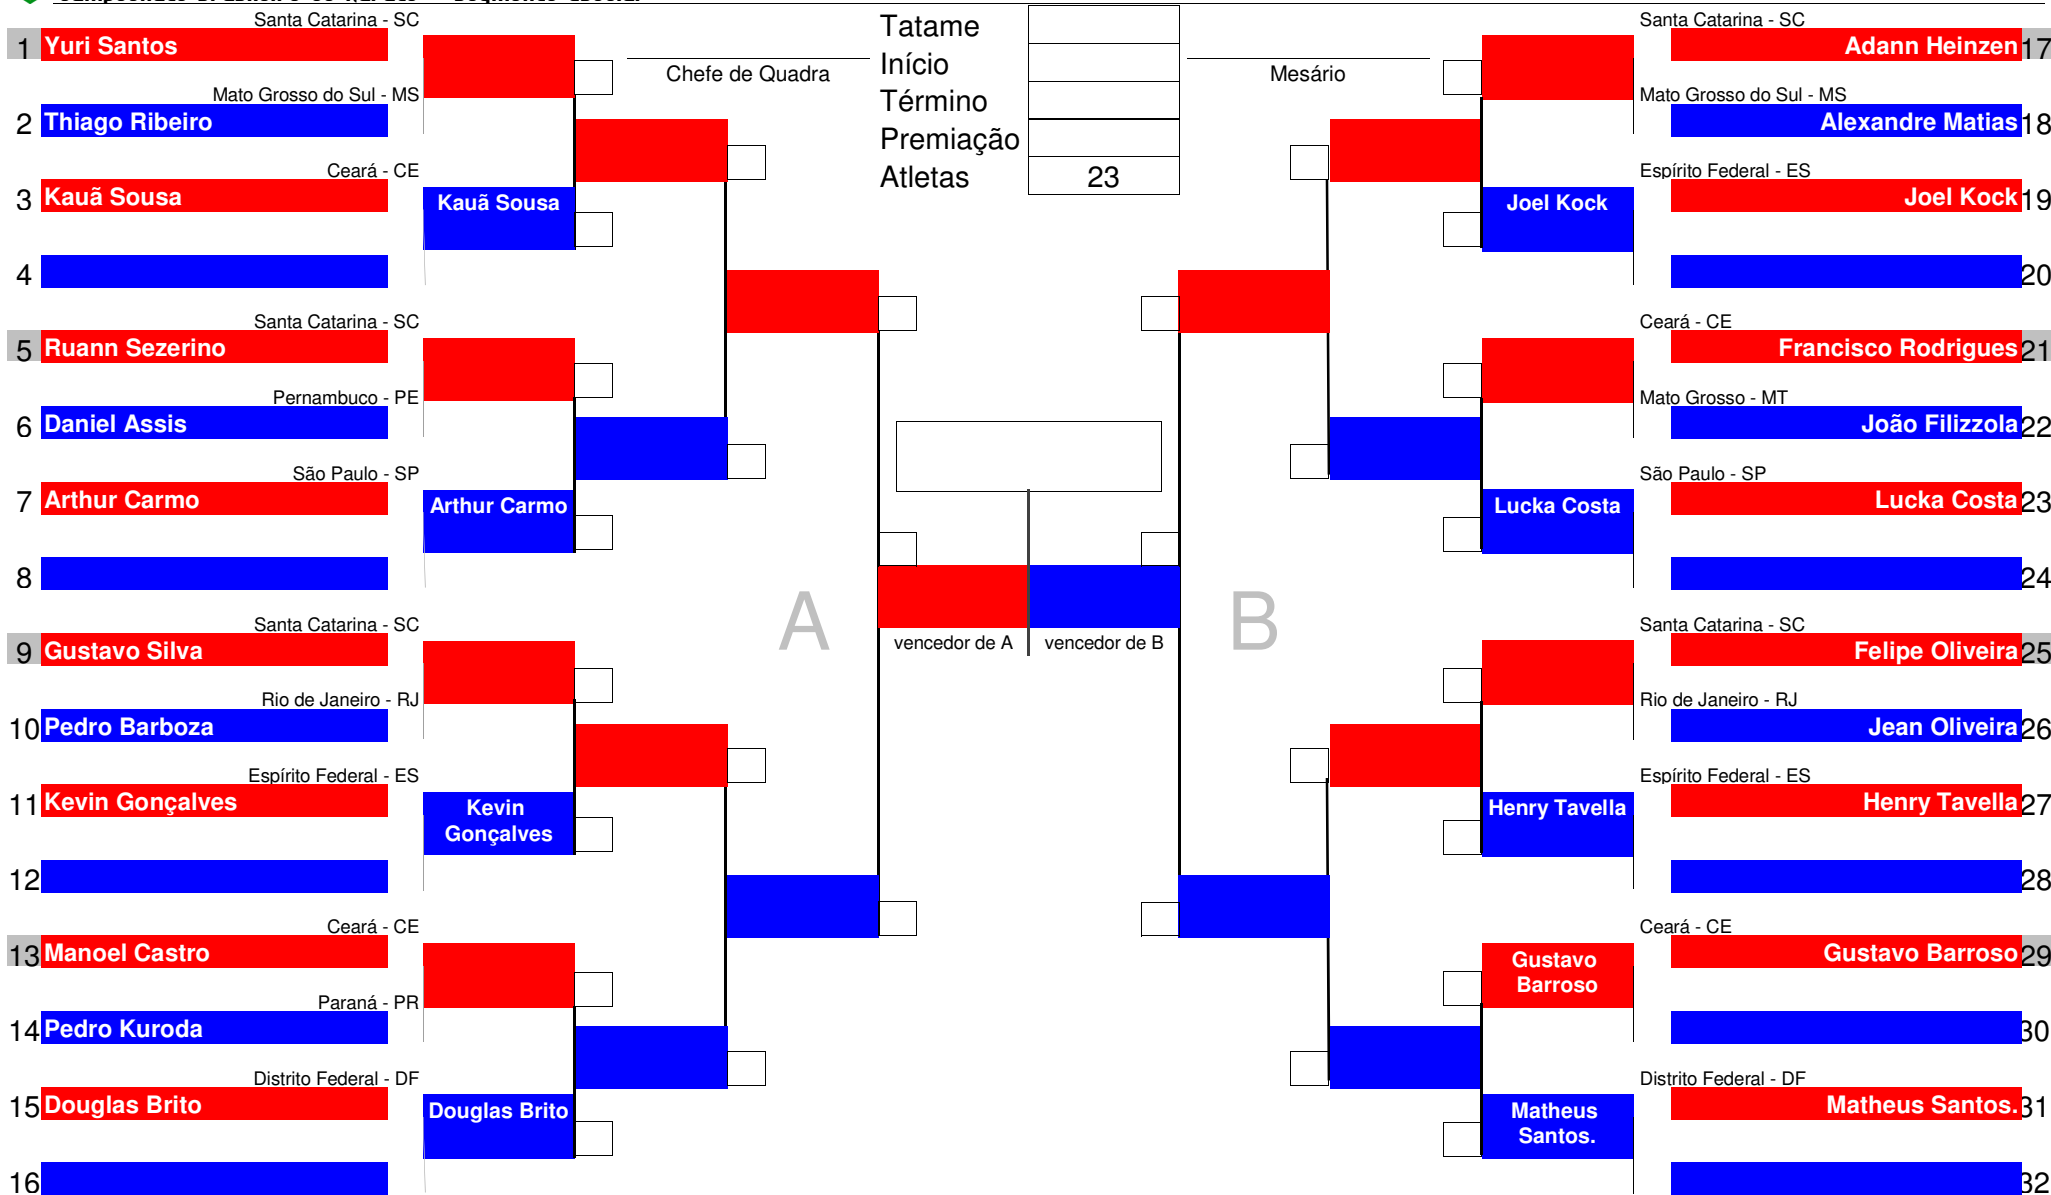 Santa Catarina - SC
1 Yuri Santos
Mato Grosso do Sul - MS
2 Thiago Ribeiro
Ceará - CE
3 Kauã Sousa
Kauã Sousa
4
Santa Catarina - SC
5 Ruann Sezerino
Pernambuco - PE
6 Daniel Assis
São Paulo - SP
7 Arthur Carmo
Arthur Carmo
8
Santa Catarina - SC
9 Gustavo Silva
Rio de Janeiro - RJ
10 Pedro Barboza
Espírito Federal - ES
11 Kevin Gonçalves
Kevin
Gonçalves
12
Ceará - CE
13 Manoel Castro
Paraná - PR
14 Pedro Kuroda
Distrito Federal - DF
15 Douglas Brito
Douglas Brito
16
Chefe de Quadra
Tatame
Início
Término
Premiação
Atletas 23
Mesário
A
B
vencedor de A
vencedor de B
Santa Catarina - SC
Adann Heinzen 17
Mato Grosso do Sul - MS
Alexandre Matias 18
Espírito Federal - ES
Joel Kock
Joel Kock 19
20
Ceará - CE
Francisco Rodrigues 21
Mato Grosso - MT
João Filizzola 22
São Paulo - SP
Lucka Costa
Lucka Costa 23
24
Santa Catarina - SC
Felipe Oliveira 25
Rio de Janeiro - RJ
Jean Oliveira 26
Espírito Federal - ES
Henry Tavella
Henry Tavella 27
28
Ceará - CE
Gustavo Barroso 29
Gustavo
Barroso
30
Distrito Federal - DF
Matheus Santos. 31
Matheus
Santos.
32